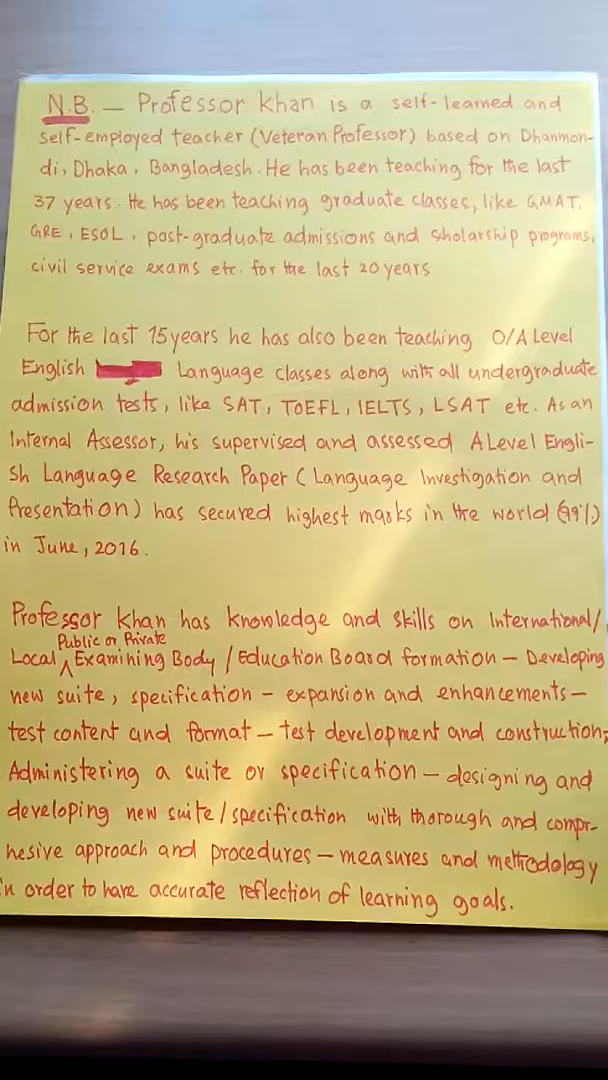 N.B. — Professor Khan is a self-learned and
self-employed teacher (Veteran Professor) based on Dhanmon-
di, Dhaka, Bangladesh. He has been teaching for the last
37 years. He has been teaching graduate classes, like GMAT,
GRE, ESOL, post-graduate admissions and scholarship programs,
civil service exams etc. for the last 20 years
For the last 15 years he has also been teaching O/A Level
English Language classes along with all undergraduate
admission tests, like SAT, TOEFL, IELTS, LSAT etc. As an
Internal Assessor, his supervised and assessed A Level Engli-
sh Language Research Paper (Language Investigation and
Presentation) has secured highest marks in the world (99%)
in June, 2016.
Professor Khan has knowledge and skills on International/
Public or Private
Local ^ Examining Body / Education Board formation — Developing
new suite, specification — expansion and enhancements —
test content and format — test development and construction,
Administering a suite or specification — designing and
developing new suite/specification with thorough and compr-
hesive approach and procedures — measures and methodology
in order to have accurate reflection of learning goals.